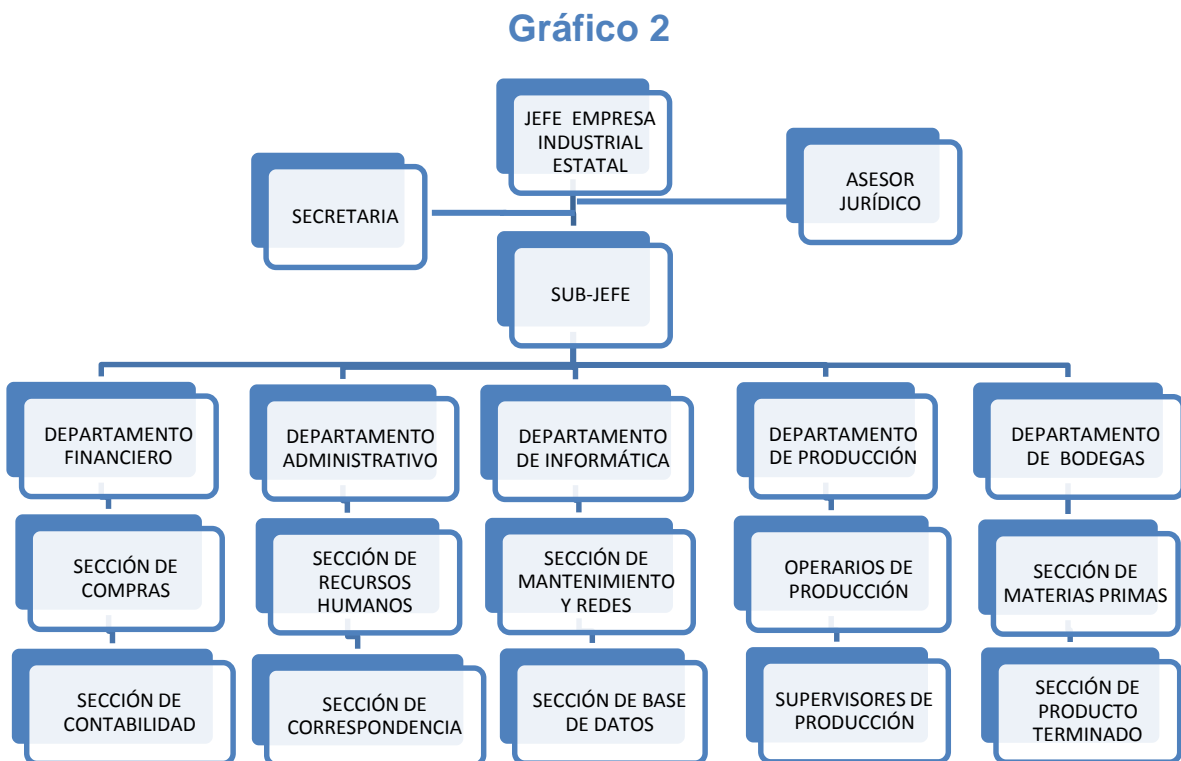 Gráfico 2
JEFE EMPRESA
INDUSTRIAL
ESTATAL
SECRETARIA
ASESOR
JURÍDICO
SUB-JEFE
DEPARTAMENTO
FINANCIERO
DEPARTAMENTO
ADMINISTRATIVO
DEPARTAMENTO
DE INFORMÁTICA
DEPARTAMENTO
DE PRODUCCIÓN
DEPARTAMENTO
DE BODEGAS
SECCIÓN DE
COMPRAS
SECCIÓN DE
RECURSOS
HUMANOS
SECCIÓN DE
MANTENIMIENTO
Y REDES
OPERARIOS DE
PRODUCCIÓN
SECCIÓN DE
MATERIAS PRIMAS
SECCIÓN DE
CONTABILIDAD
SECCIÓN DE
CORRESPONDENCIA
SECCIÓN DE BASE
DE DATOS
SUPERVISORES DE
PRODUCCIÓN
SECCIÓN DE
PRODUCTO
TERMINADO